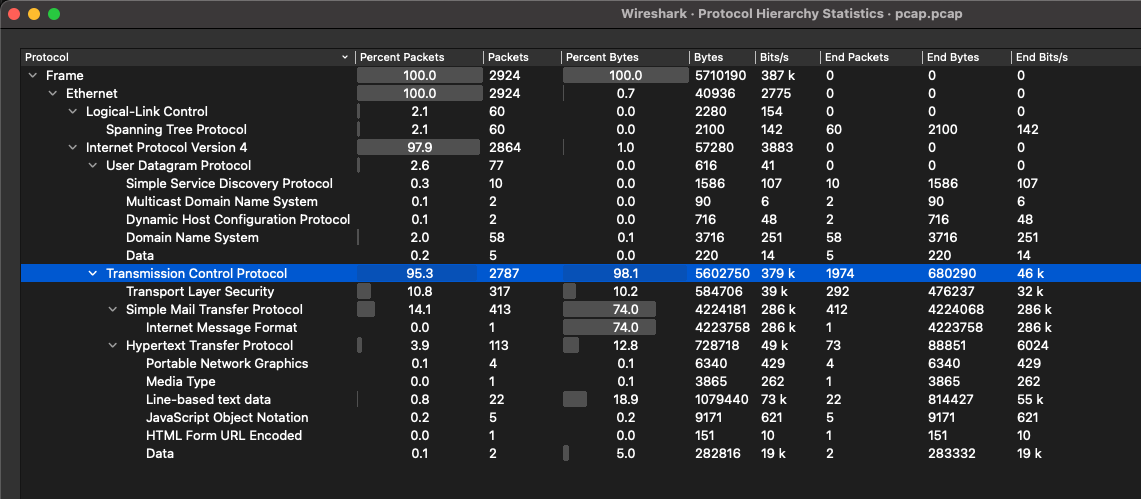 Wireshark · Protocol Hierarchy Statistics · pcap.pcap
Protocol Percent Packets Packets Percent Bytes Bytes Bits/s End Packets End Bytes End Bits/s
Frame 100.0 2924 100.0 5710190 387 k 0 0 0
Ethernet 100.0 2924 0.7 40936 2775 0 0 0
Logical-Link Control 2.1 60 0.0 2280 154 0 0 0
Spanning Tree Protocol 2.1 60 0.0 2100 142 60 2100 142
Internet Protocol Version 4 97.9 2864 1.0 57280 3883 0 0 0
User Datagram Protocol 2.6 77 0.0 616 41 0 0 0
Simple Service Discovery Protocol 0.3 10 0.0 1586 107 10 1586 107
Multicast Domain Name System 0.1 2 0.0 90 6 2 90 6
Dynamic Host Configuration Protocol 0.1 2 0.0 716 48 2 716 48
Domain Name System 2.0 58 0.1 3716 251 58 3716 251
Data 0.2 5 0.0 220 14 5 220 14
Transmission Control Protocol 95.3 2787 98.1 5602750 379 k 1974 680290 46 k
Transport Layer Security 10.8 317 10.2 584706 39 k 292 476237 32 k
Simple Mail Transfer Protocol 14.1 413 74.0 4224181 286 k 412 4224068 286 k
Internet Message Format 0.0 1 74.0 4223758 286 k 1 4223758 286 k
Hypertext Transfer Protocol 3.9 113 12.8 728718 49 k 73 88851 6024
Portable Network Graphics 0.1 4 0.1 6340 429 4 6340 429
Media Type 0.0 1 0.1 3865 262 1 3865 262
Line-based text data 0.8 22 18.9 1079440 73 k 22 814427 55 k
JavaScript Object Notation 0.2 5 0.2 9171 621 5 9171 621
HTML Form URL Encoded 0.0 1 0.0 151 10 1 151 10
Data 0.1 2 5.0 282816 19 k 2 283332 19 k